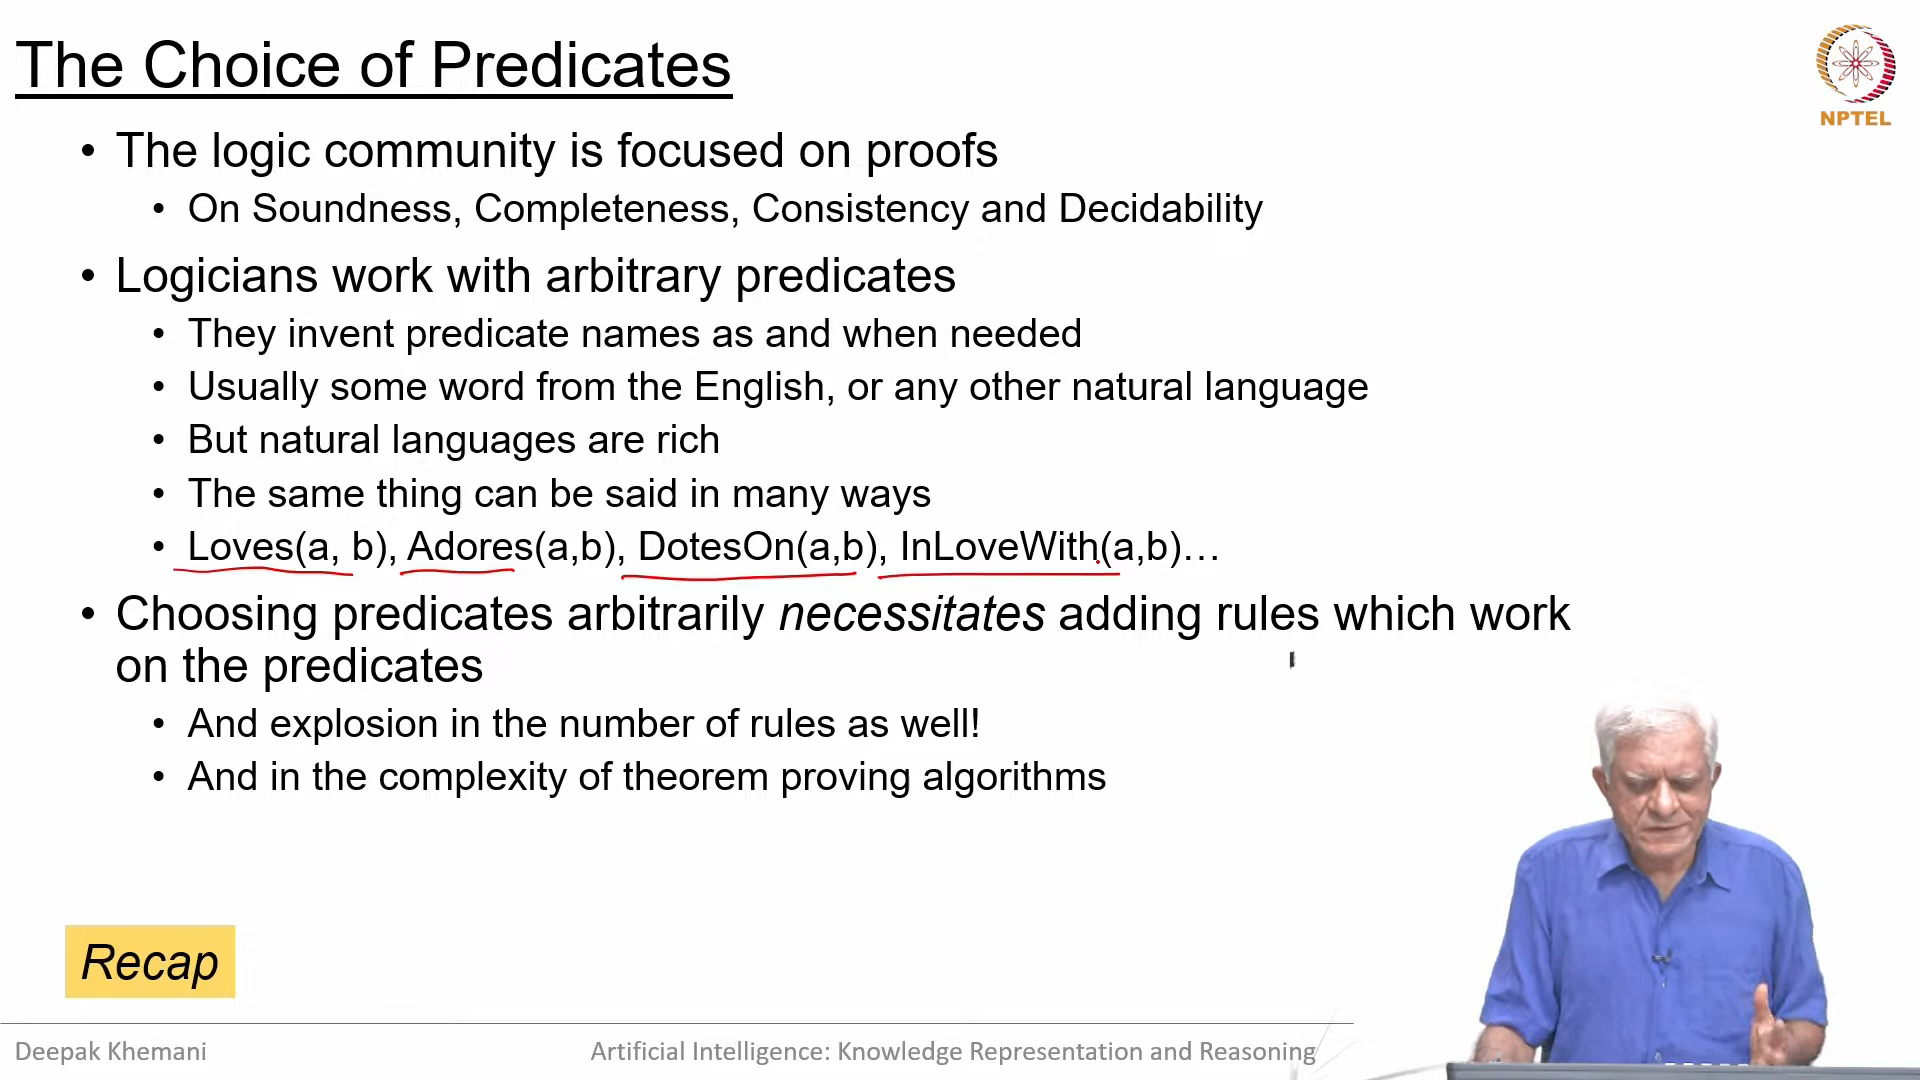 The Choice of Predicates
NPTEL
• The logic community is focused on proofs
• On Soundness, Completeness, Consistency and Decidability
• Logicians work with arbitrary predicates
• They invent predicate names as and when needed
• Usually some word from the English, or any other natural language
• But natural languages are rich
• The same thing can be said in many ways
• Loves(a, b), Adores(a,b), DotesOn(a,b), InLoveWith(a,b)…
• Choosing predicates arbitrarily necessitates adding rules which work
on the predicates
• And explosion in the number of rules as well!
• And in the complexity of theorem proving algorithms
Recap
Deepak Khemani
Artificial Intelligence: Knowledge Representation and Reasoning